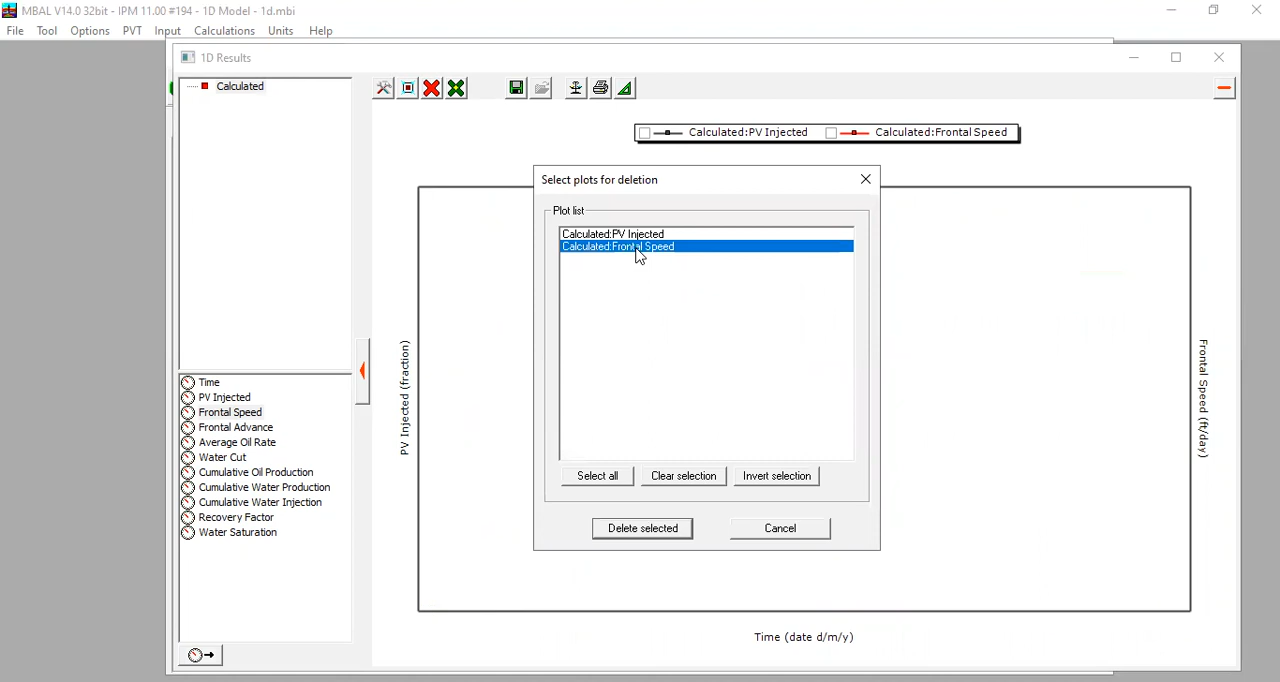 MBAL V14.0 32bit - IPM 11.00 #194 - 1D Model - 1d.mbi
File Tool Options PVT Input Calculations Units Help
1D Results
Calculated
Calculated:PV Injected Calculated:Frontal Speed
Select plots for deletion
Plot list
Calculated:PV Injected
Calculated:Frontal Speed
Select all Clear selection Invert selection
Delete selected Cancel
PV Injected (fraction)
Frontal Speed (ft/day)
Time (date d/m/y)
Time
PV Injected
Frontal Speed
Frontal Advance
Average Oil Rate
Water Cut
Cumulative Oil Production
Cumulative Water Production
Cumulative Water Injection
Recovery Factor
Water Saturation